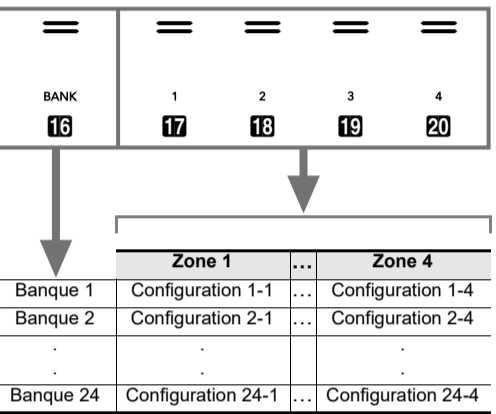 BANK 1 2 3 4
16 17 18 19 20
Zone 1 ... Zone 4
Banque 1 Configuration 1-1 ... Configuration 1-4
Banque 2 Configuration 2-1 ... Configuration 2-4
. . .
. . .
Banque 24 Configuration 24-1 ... Configuration 24-4